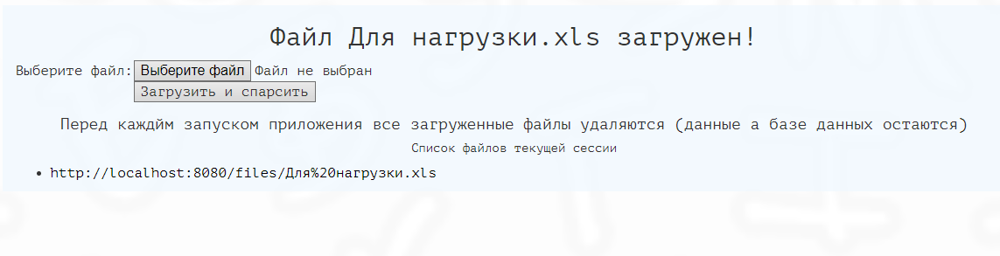 Файл Для нагрузки.xls загружен!
Выберите файл: Выберите файл Файл не выбран
Загрузить и спарсить
Перед каждйм запуском приложения все загруженные файлы удаляются (данные а базе данных остаются)
Список файлов текущей сессии
http://localhost:8080/files/Для%20нагрузки.xls